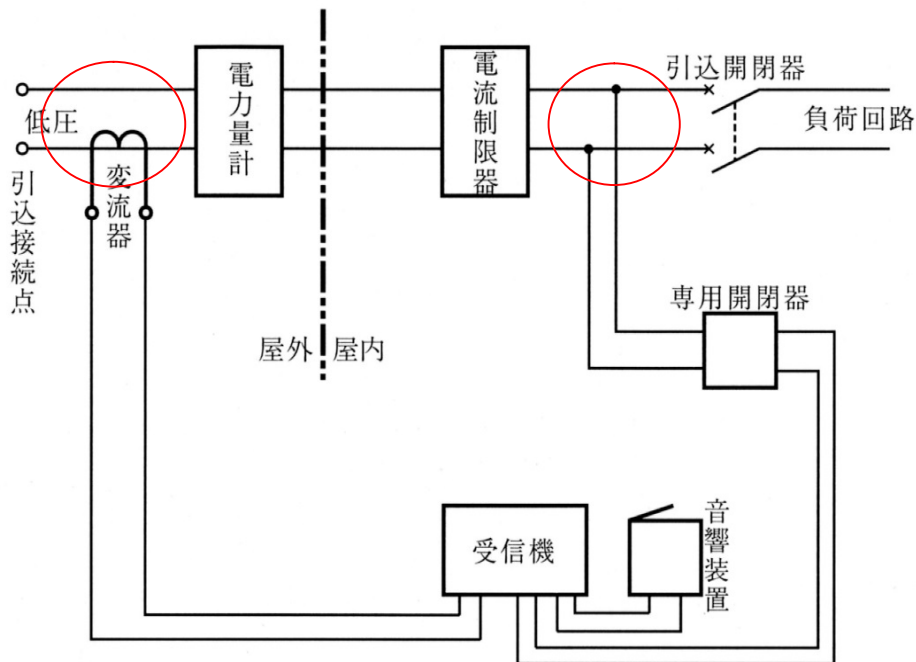 電力量計
電流制限器
引込開閉器
低圧
負荷回路
変流器
引込接続点
専用開閉器
屋外
屋内
受信機
音響装置